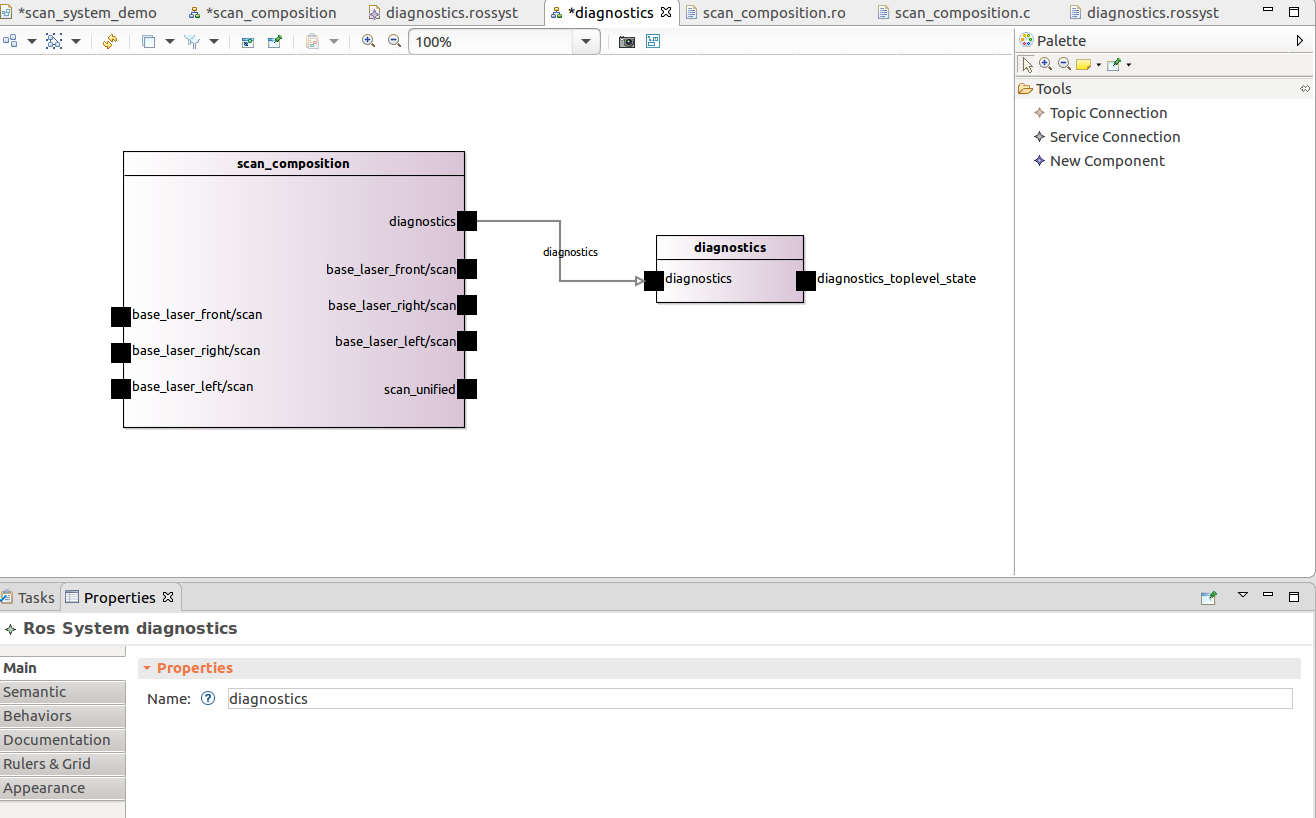 *scan_system_demo *scan_composition diagnostics.rossyst *diagnostics scan_composition.ro scan_composition.c diagnostics.rossyst
100%
Palette
Tools
Topic Connection
Service Connection
New Component
scan_composition
diagnostics
base_laser_front/scan
base_laser_right/scan
base_laser_left/scan
scan_unified
base_laser_front/scan
base_laser_right/scan
base_laser_left/scan
diagnostics
diagnostics
diagnostics
diagnostics_toplevel_state
Tasks Properties
Ros System diagnostics
Main
Semantic
Behaviors
Documentation
Rulers & Grid
Appearance
Properties
Name: ? diagnostics